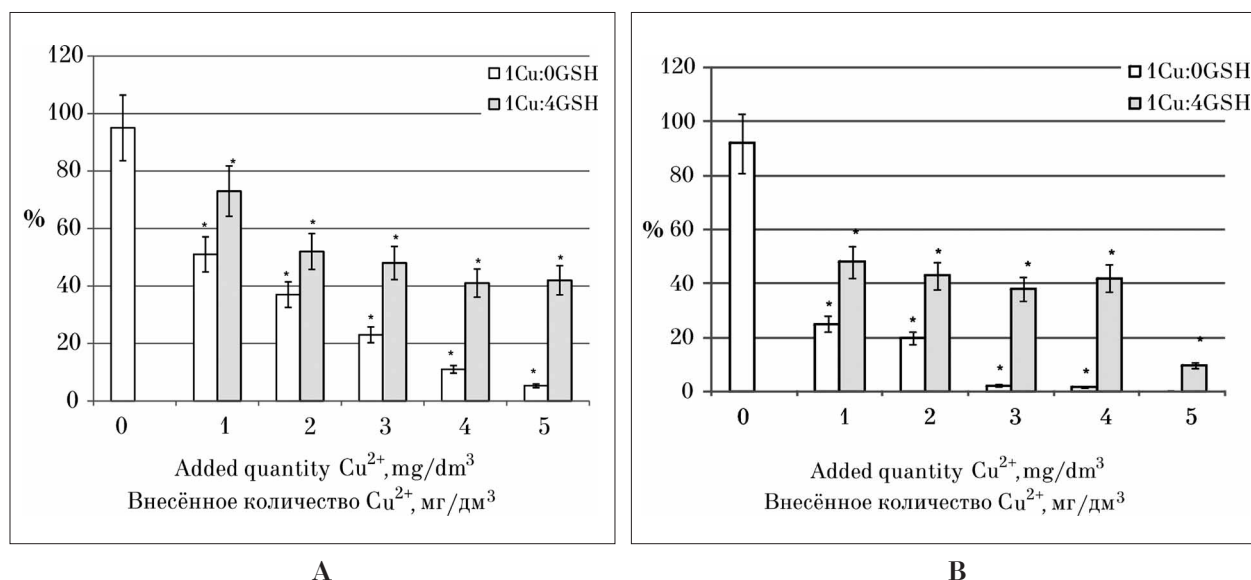 120
100
80
60
%
40
20
0
1Cu:0GSH
1Cu:4GSH
*
*
*
*
*
*
*
*
*
*
0 1 2 3 4 5
Added quantity Cu²⁺, mg/dm³
Внесённое количество Cu²⁺, мг/дм³
A
120
100
80
% 60
40
20
0
1Cu:0GSH
1Cu:4GSH
*
*
*
*
*
*
*
*
*
0 1 2 3 4 5
Added quantity Cu²⁺, mg/dm³
Внесённое количество Cu²⁺, мг/дм³
B